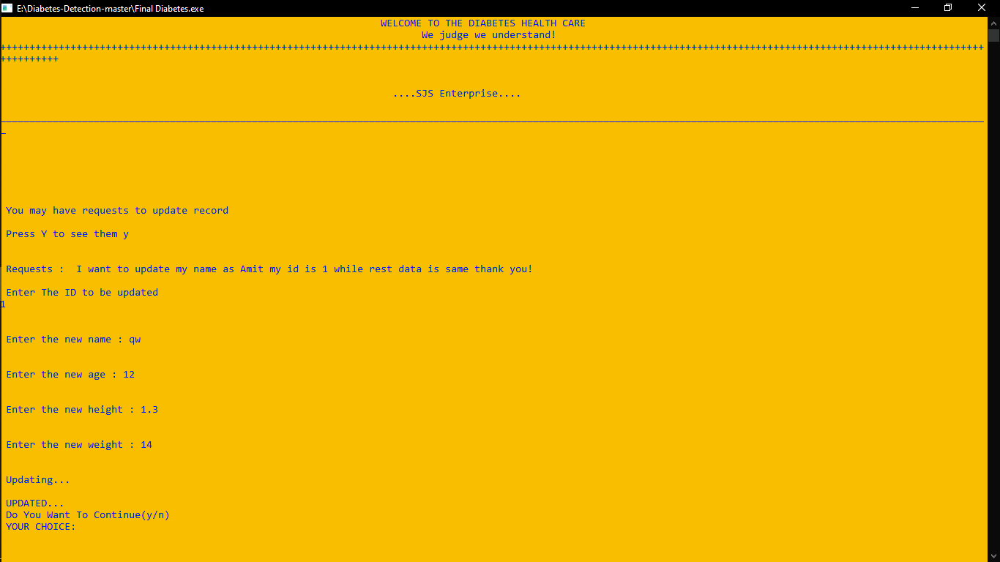 E:\Diabetes-Detection-master\Final Diabetes.exe
WELCOME TO THE DIABETES HEALTH CARE
We judge we understand!
++++++++++++++++++++++++++++++++++++++++++++++++++++++++++++++++++++++++++++++++++++++++++++++++++++++++++++++++++++++++++++++++++++++++++++++++++++++++++++++++++++++++
++++++++++
....SJS Enterprise....
________________________________________________________________________________________________________________________________________________________________________
_
You may have requests to update record
Press Y to see them y
Requests :  I want to update my name as Amit my id is 1 while rest data is same thank you!
Enter The ID to be updated
1
Enter the new name : qw
Enter the new age : 12
Enter the new height : 1.3
Enter the new weight : 14
Updating...
UPDATED...
Do You Want To Continue(y/n)
YOUR CHOICE: